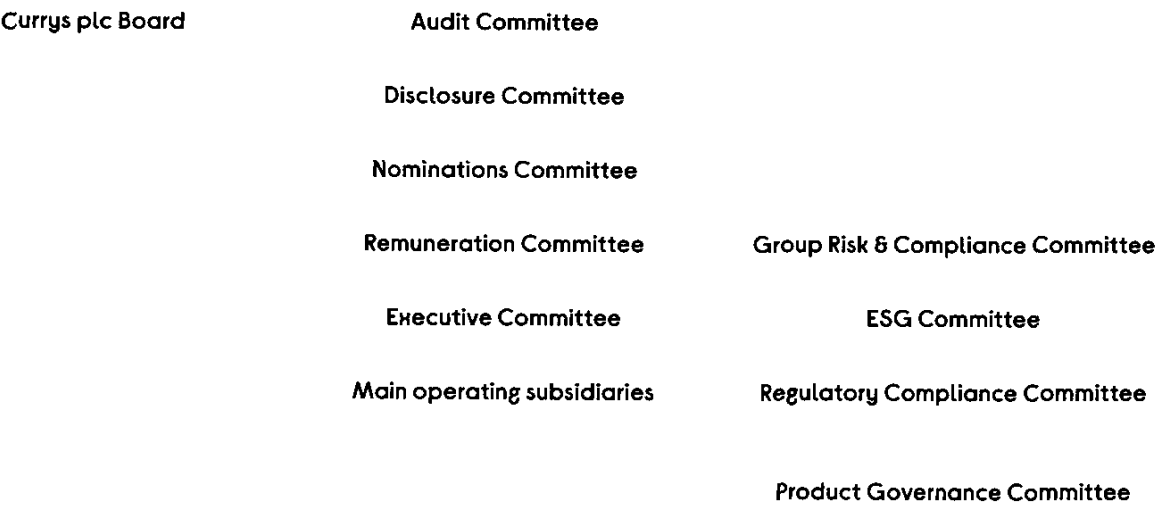 Currys plc Board
Audit Committee
Disclosure Committee
Nominations Committee
Remuneration Committee
Group Risk & Compliance Committee
Executive Committee
ESG Committee
Main operating subsidiaries
Regulatory Compliance Committee
Product Governance Committee